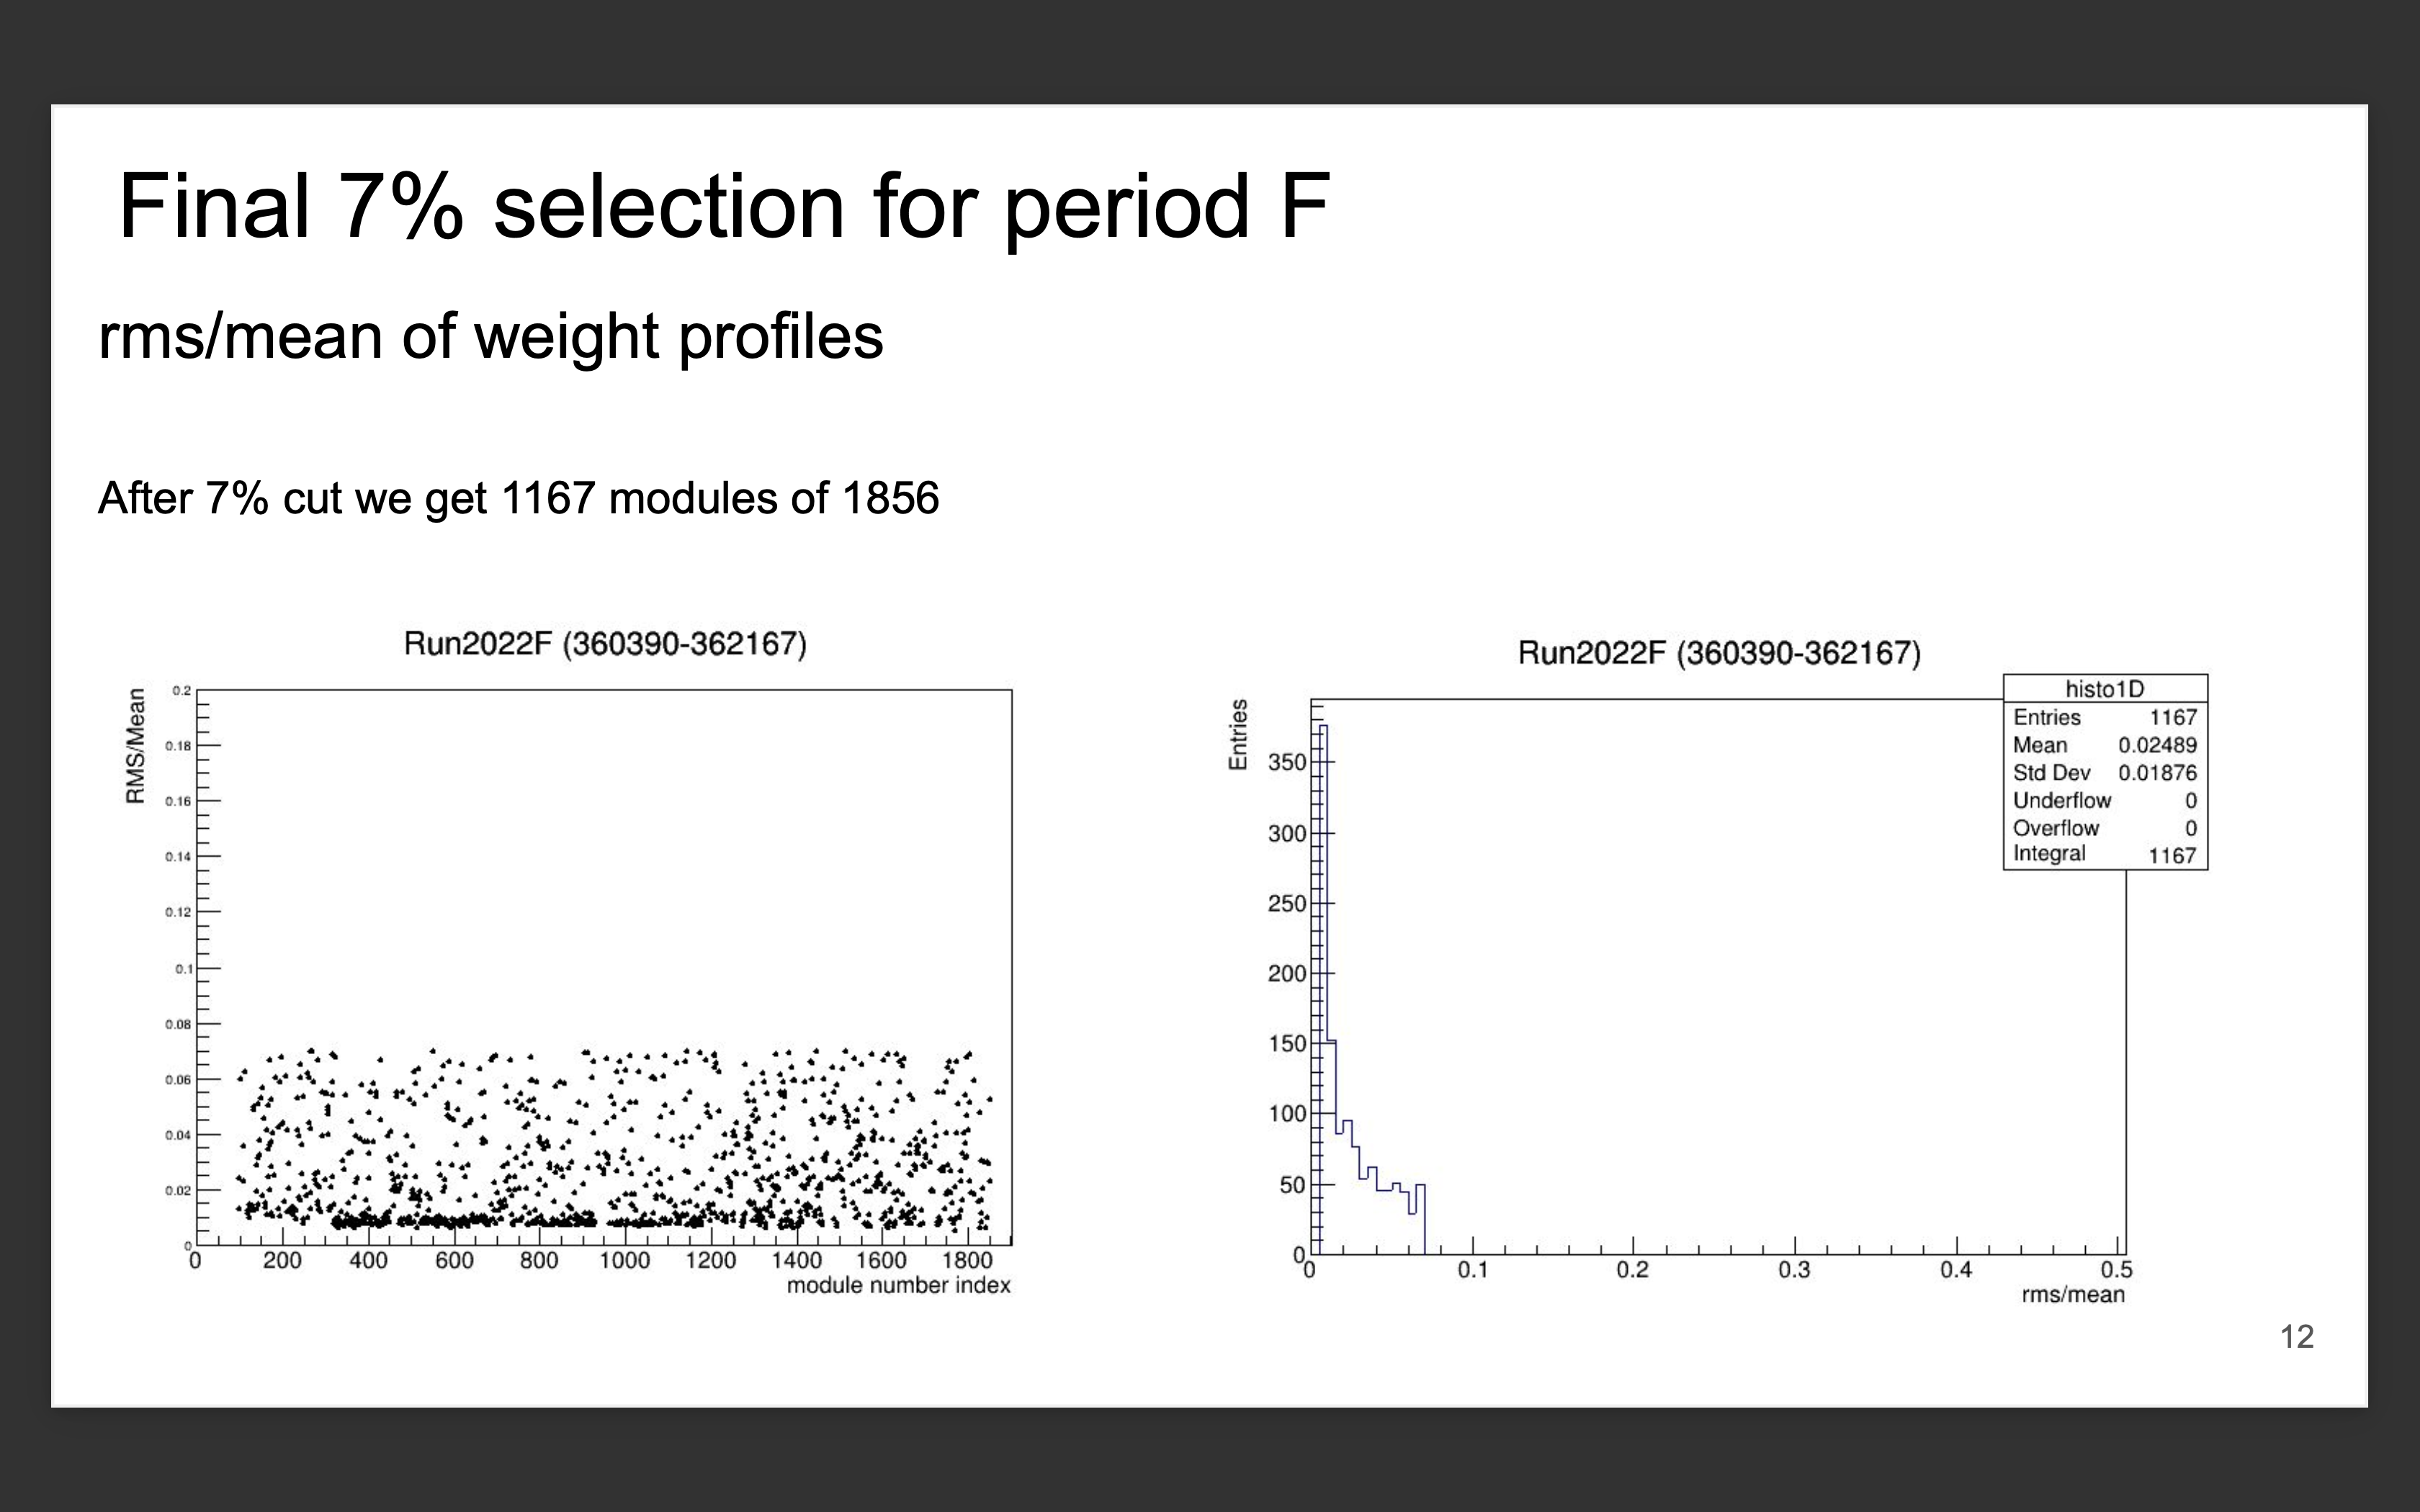 Final 7% selection for period F
rms/mean of weight profiles
After 7% cut we get 1167 modules of 1856
Run2022F (360390-362167)
RMS/Mean
0.2
0.18
0.16
0.14
0.12
0.1
0.08
0.06
0.04
0.02
0
0 200 400 600 800 1000 1200 1400 1600 1800
module number index
Run2022F (360390-362167)
Entries
350
300
250
200
150
100
50
0
0 0.1 0.2 0.3 0.4 0.5
rms/mean
histo1D
Entries 1167
Mean 0.02489
Std Dev 0.01876
Underflow 0
Overflow 0
Integral 1167
12